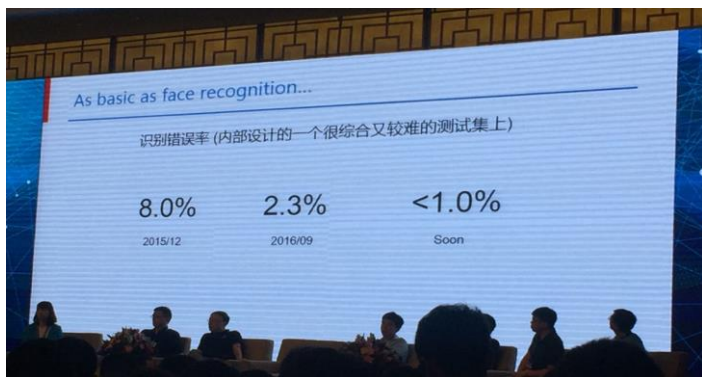 As basic as face recognition...
识别错误率 (内部设计的一个很综合又较难的测试集上)
8.0% 2.3% <1.0%
2015/12 2016/09 Soon